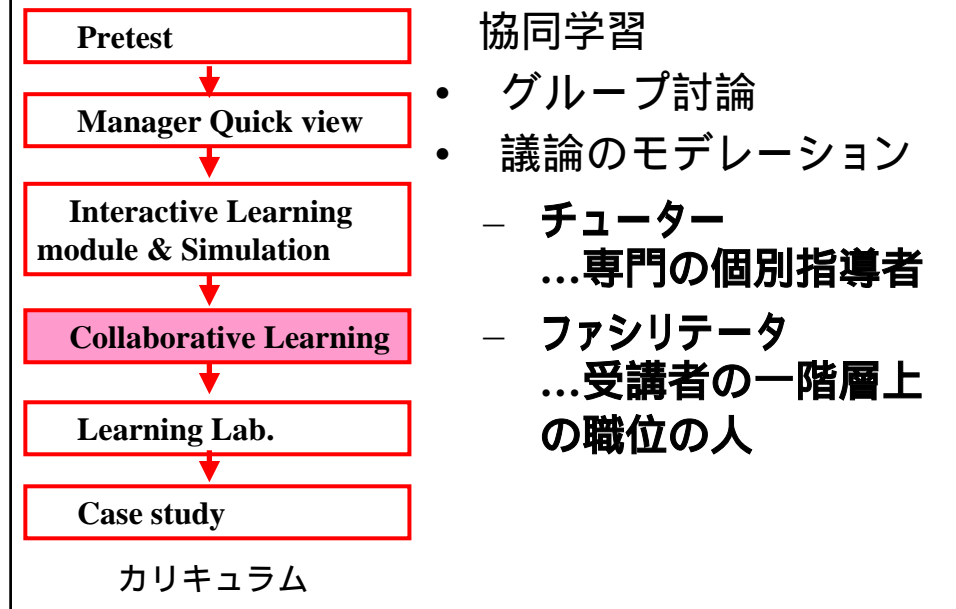 Pretest
Manager Quick view
Interactive Learning
module & Simulation
Collaborative Learning
Learning Lab.
Case study
カリキュラム
協同学習
• グループ討論
• 議論のモデレーション
– チューター
…専門の個別指導者
– ファシリテータ
…受講者の一階層上
の職位の人